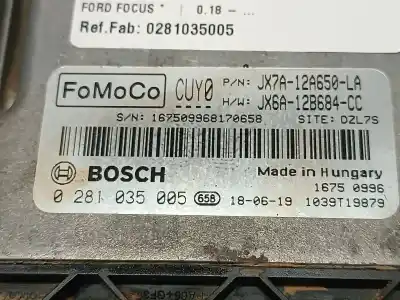 FORD FOCUS * | 0.18 - ...
Ref.Fab: 0281035005
FoMoCo CUY0 P/N: JX7A-12A650-LA
H/W: JX6A-12B684-CC
S/N: 167509968170658 SITE: DZL7S
BOSCH Made in Hungary
1675 0996
0 281 035 005 658 18-06-19 1039T19879